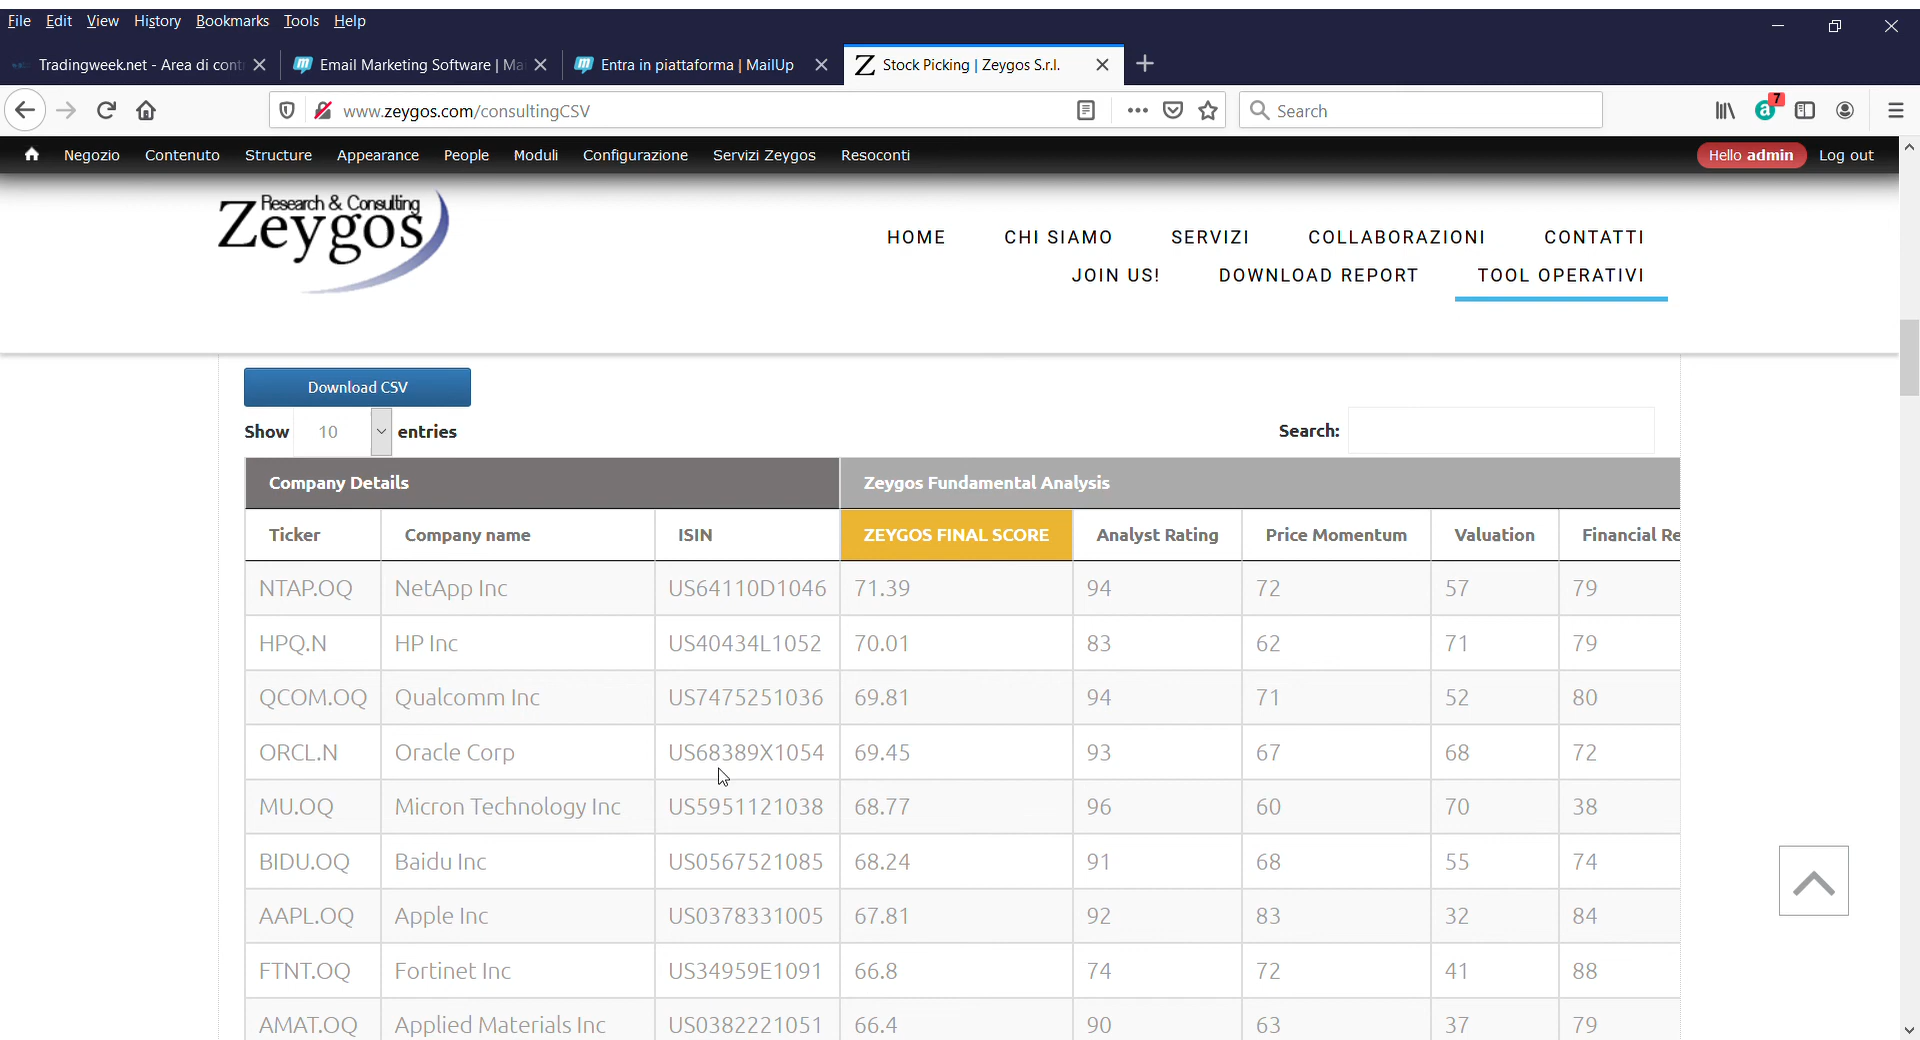 File Edit View History Bookmarks Tools Help
Tradingweek.net - Area di cont
Email Marketing Software | Ma
Entra in piattaforma | MailUp
Stock Picking | Zeygos S.r.l.
www.zeygos.com/consultingCSV
Search
7
Negozio Contenuto Structure Appearance People Moduli Configurazione Servizi Zeygos Resoconti Hello admin Log out
Research & Consulting
Zeygos
HOME CHI SIAMO SERVIZI COLLABORAZIONI CONTATTI
JOIN US! DOWNLOAD REPORT TOOL OPERATIVI
Download CSV
Show 10 entries Search:
Company Details Zeygos Fundamental Analysis
Ticker Company name ISIN ZEYGOS FINAL SCORE Analyst Rating Price Momentum Valuation Financial Re
NTAP.OQ NetApp Inc US64110D1046 71.39 94 72 57 79
HPQ.N HP Inc US40434L1052 70.01 83 62 71 79
QCOM.OQ Qualcomm Inc US7475251036 69.81 94 71 52 80
ORCL.N Oracle Corp US68389X1054 69.45 93 67 68 72
MU.OQ Micron Technology Inc US5951121038 68.77 96 60 70 38
BIDU.OQ Baidu Inc US0567521085 68.24 91 68 55 74
AAPL.OQ Apple Inc US0378331005 67.81 92 83 32 84
FTNT.OQ Fortinet Inc US34959E1091 66.8 74 72 41 88
AMAT.OQ Applied Materials Inc US0382221051 66.4 90 63 37 79